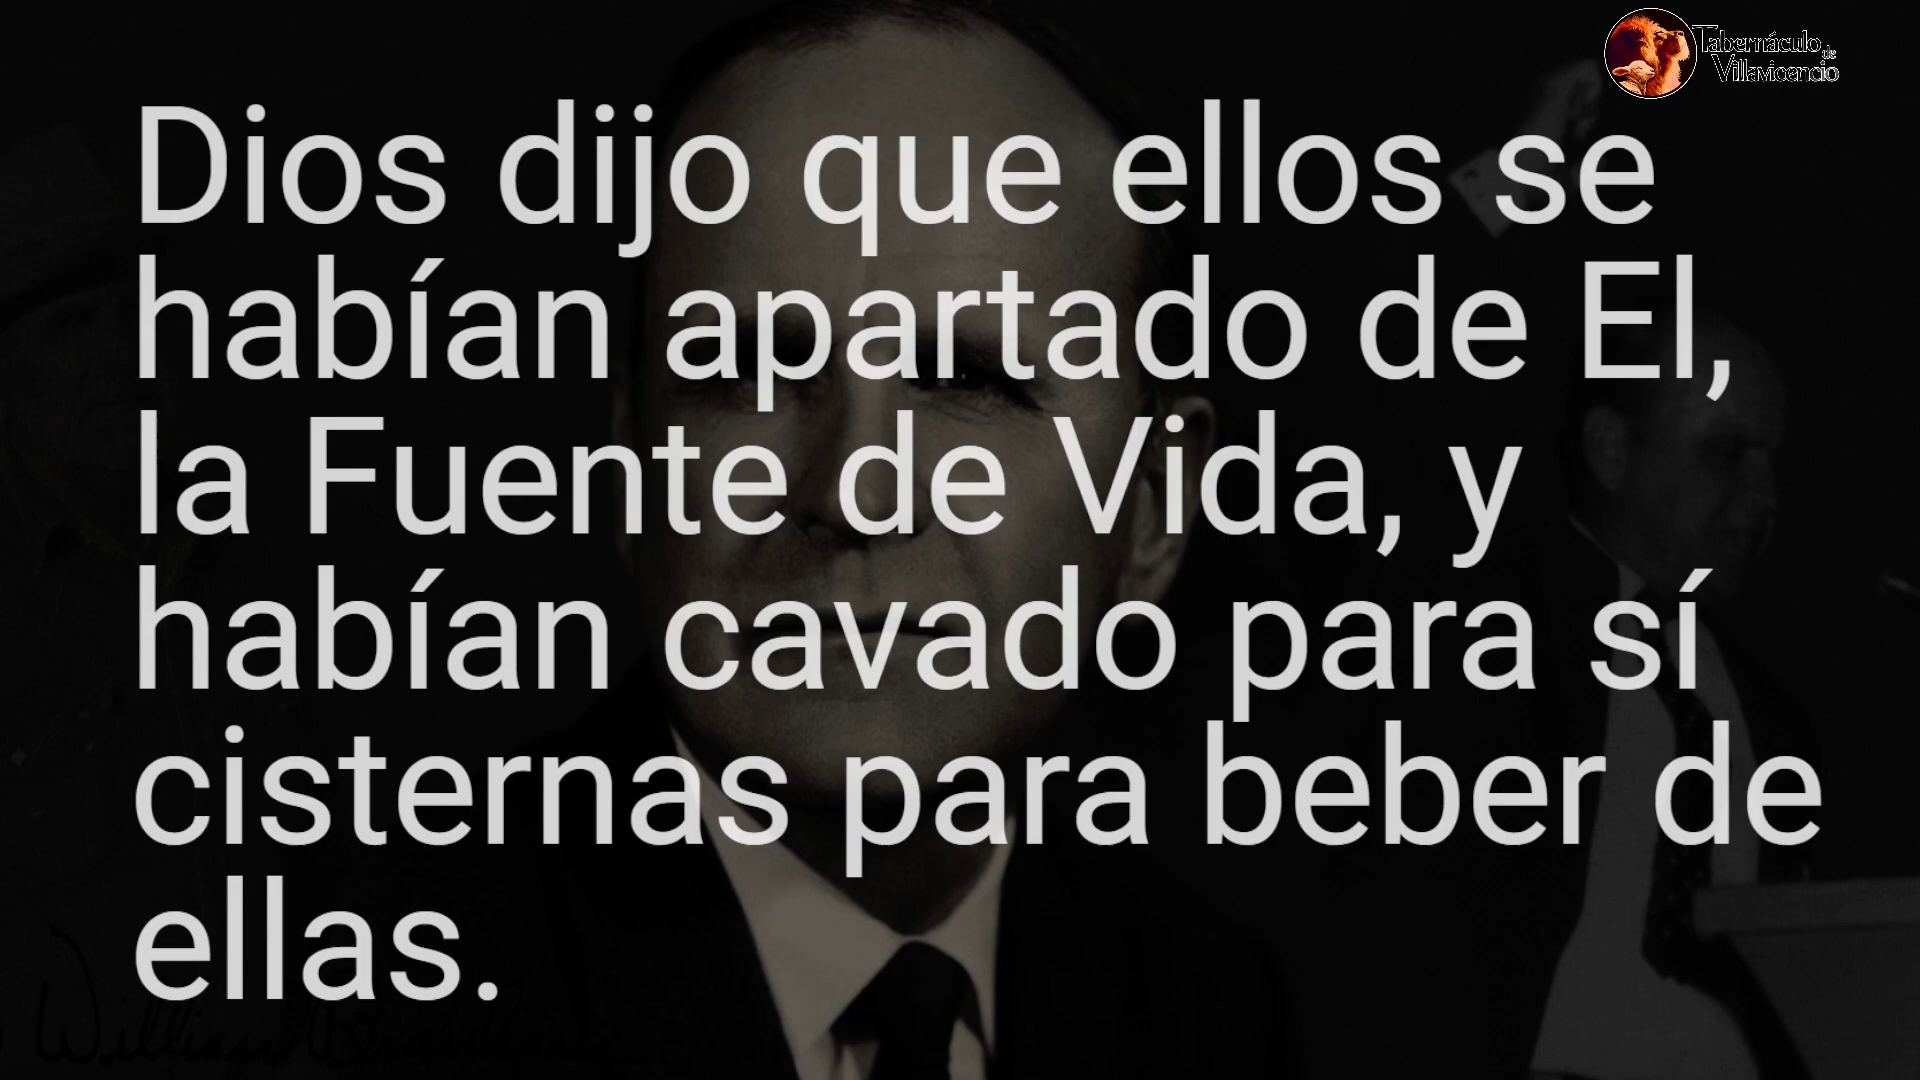 Tabernáculo de
Villavicencio
Dios dijo que ellos se
habían apartado de El,
la Fuente de Vida, y
habían cavado para sí
cisternas para beber de
ellas.
William